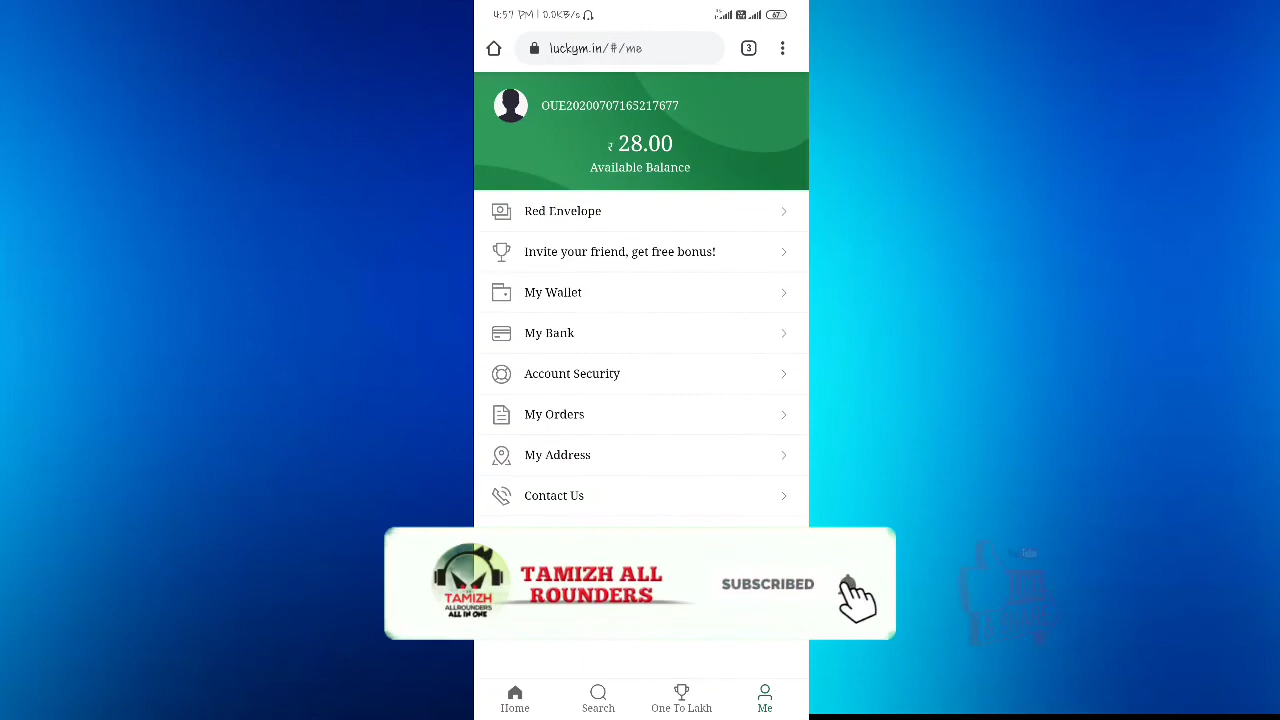 4:57 PM | 0.0KB/s
67
luckym.in/#/me
3
OUE20200707165217677
₹ 28.00
Available Balance
Red Envelope
Invite your friend, get free bonus!
My Wallet
My Bank
Account Security
My Orders
My Address
Contact Us
TAMIZH
ALLROUNDERS
ALL IN ONE
TAMIZH ALL
ROUNDERS
SUBSCRIBED
Home
Search
One To Lakh
Me